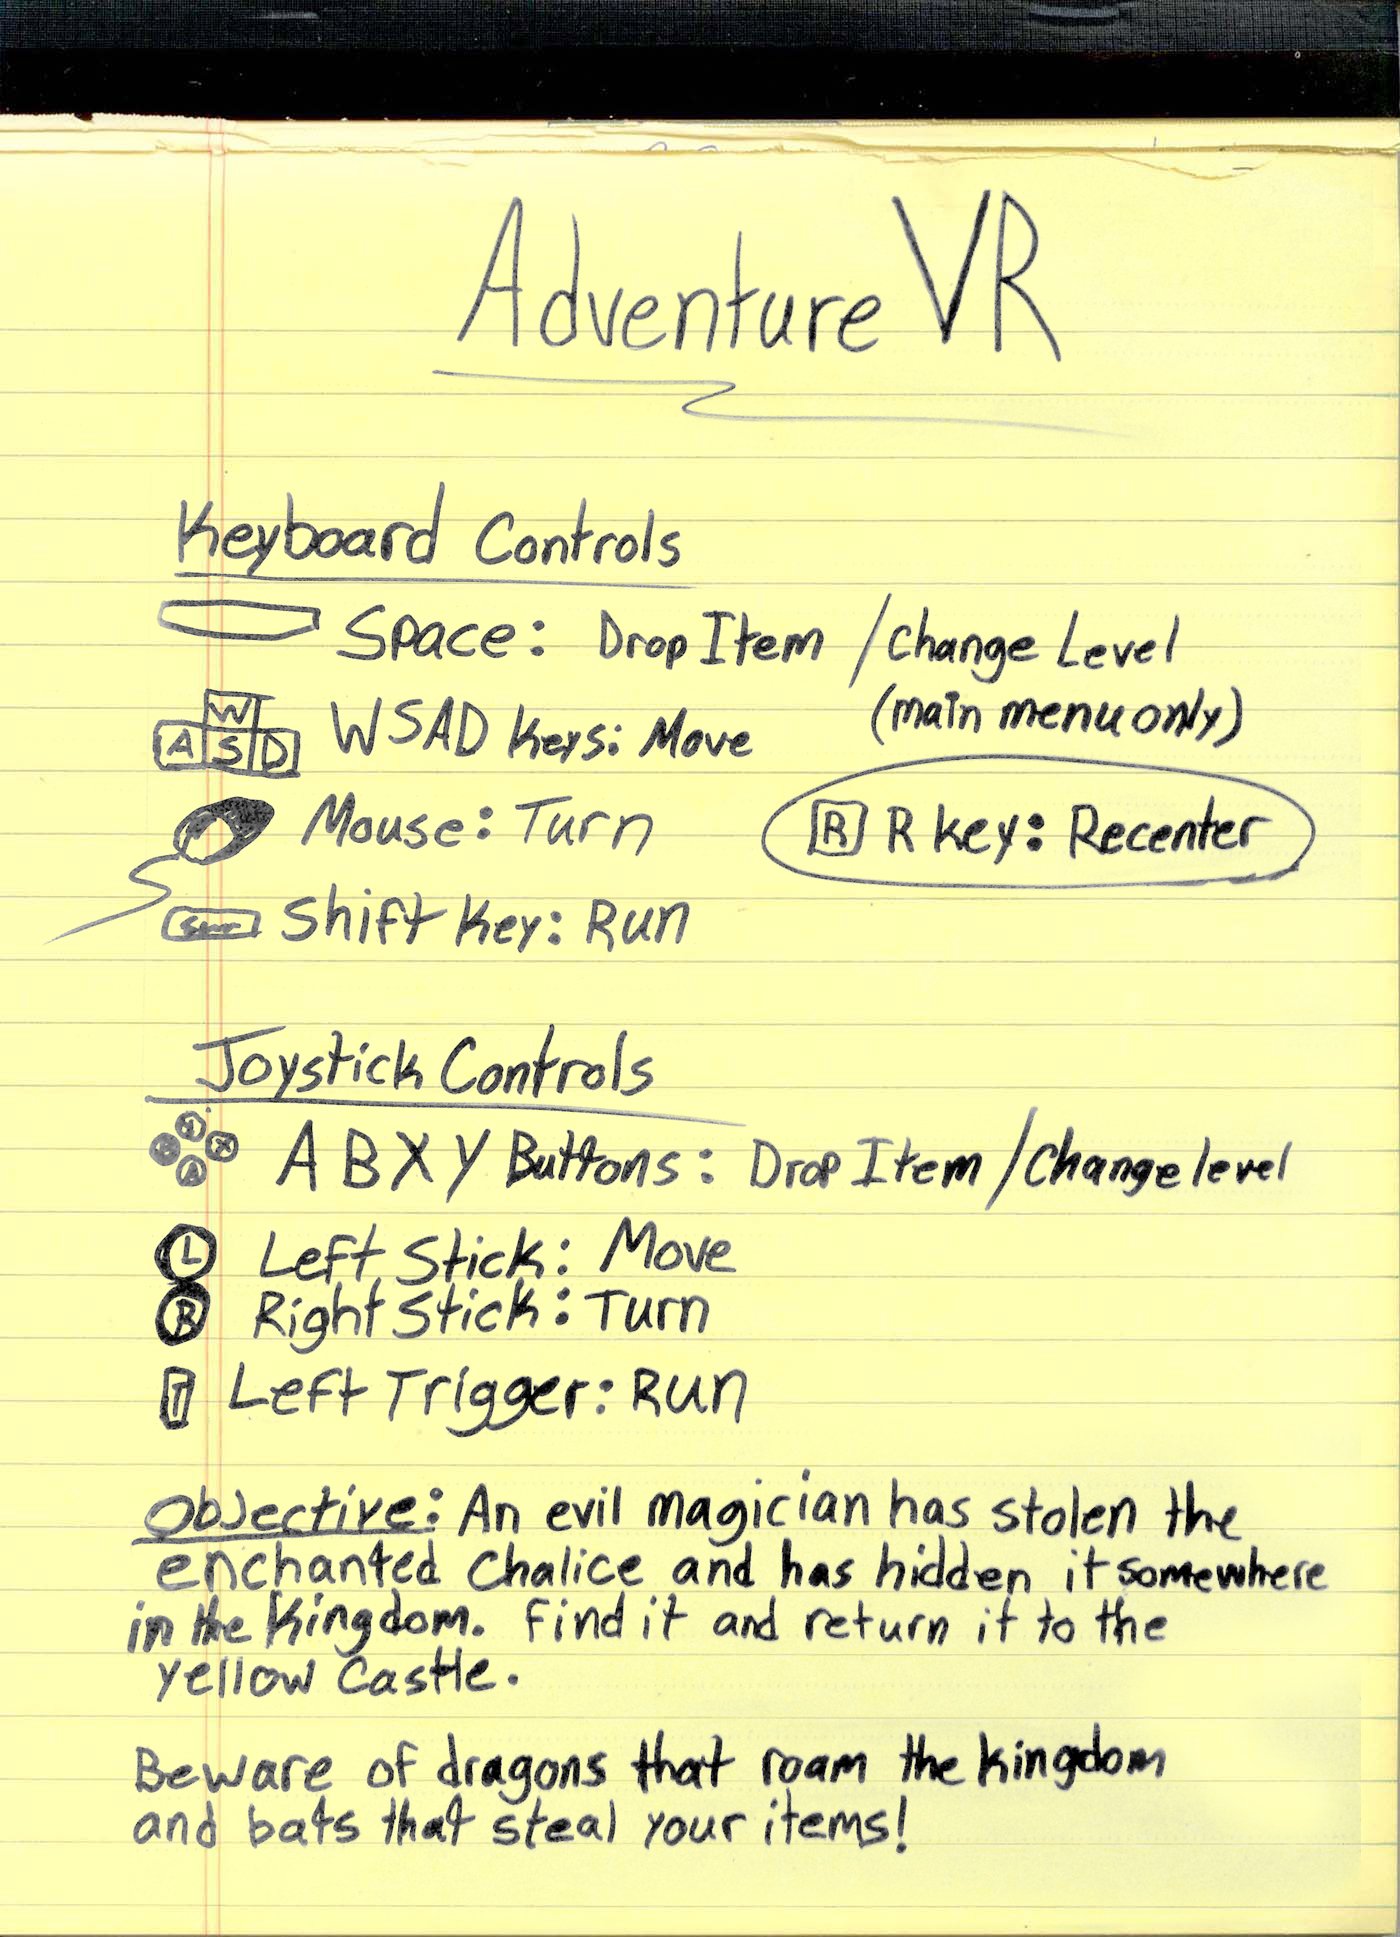 Adventure VR
Keyboard Controls
Space: Drop Item / Change Level
(main menu only)
W
A S D
WSAD Keys: Move
Mouse: Turn
R R key: Recenter
Shift Key: Run
Joystick Controls
A B X Y Buttons: Drop Item / Change level
L Left Stick: Move
R Right Stick: Turn
T Left Trigger: Run
Objective: An evil magician has stolen the
enchanted Chalice and has hidden it somewhere
in the Kingdom. Find it and return it to the
yellow Castle.
Beware of dragons that roam the kingdom
and bats that steal your items!